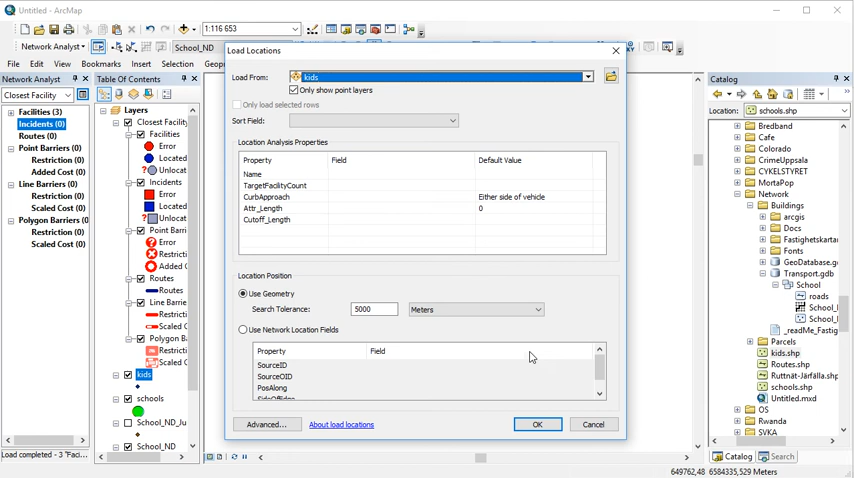 Untitled - ArcMap
1:116 653
Network Analyst
School_ND
File Edit View Bookmarks Insert Selection
Network Analyst
Closest Facility
Facilities (3)
Incidents (0)
Routes (0)
Point Barriers (0)
Restriction (0)
Added Cost (0)
Line Barriers (0)
Restriction (0)
Scaled Cost (0)
Polygon Barriers (0)
Restriction (0)
Scaled Cost (0)
Load completed - 3 "Faci..
Table Of Contents
Layers
Closest Facility
Facilities
Error
Located
Unlocat
Incidents
Error
Located
Unlocat
Point Barri
Error
Restricti
Added C
Routes
Routes
Line Barrie
Restricti
Scaled C
Polygon Ba
Restricti
Scaled C
kids
schools
School_ND_Ju
School_ND
Load Locations
Load From: kids
Only show point layers
Only load selected rows
Sort Field:
Location Analysis Properties
Property Field Default Value
Name
TargetFacilityCount
CurbApproach Either side of vehicle
Attr_Length 0
Cutoff_Length
Location Position
Use Geometry
Search Tolerance: 5000 Meters
Use Network Location Fields
Property Field
SourceID
SourceOID
PosAlong
SideOfEdge
Advanced... About load locations OK Cancel
Catalog
Location: schools.shp
Bredband
Cafe
Colorado
CrimeUppsala
CYKELSTYRET
MortaPop
Network
Buildings
arcgis
Docs
Fastighetskartan
Fonts
GeoDatabase.g
Transport.gdb
School
roads
School_
School_
_readMe_Fastig
Parcels
kids.shp
Routes.shp
Ruttnät-Järfälla.shp
schools.shp
Untitled.mxd
OS
Rwanda
SVKA
Catalog Search
649762,48 6584335,529 Meters